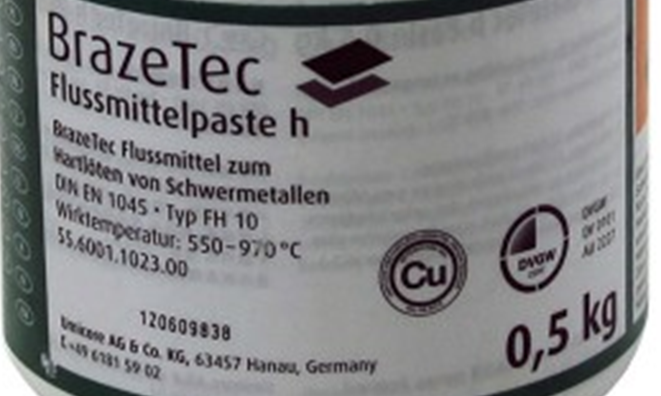 BrazeTec
Flussmittelpaste h
BrazeTec Flussmittel zum
Hartlöten von Schwermetallen
DIN EN 1045 · Typ FH 10
Wirktemperatur: 550–970 °C
55.6001.1023.00
Cu
DVGW
DVGW
0,5 kg
120609838
Umicore AG & Co. KG, 63457 Hanau, Germany
+49 6181 59 02